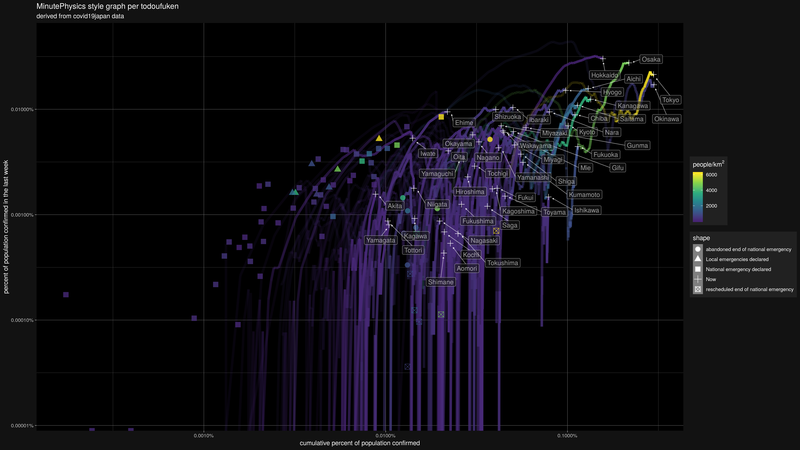 MinutePhysics style graph per todoufuken
derived from covid19japan data
percent of population confirmed in the last week
0.01000%
0.00100%
0.00010%
0.00001%
Osaka
Hokkaido
Aichi
Hyogo
Tokyo
Kanagawa
Okinawa
Shizuoka
Ibaraki
Chiba
Saitama
Ehime
Miyazaki
Kyoto
Nara
Okayama
Wakayama
Gunma
Iwate
Oita
Nagano
Miyagi
Fukuoka
Yamaguchi
Tochigi
Mie
Gifu
Yamanashi
Shiga
Hiroshima
Fukui
Kumamoto
Akita
Niigata
Kagoshima
Toyama
Ishikawa
Fukushima
Saga
Yamagata
Kagawa
Nagasaki
Tottori
Kochi
Tokushima
Aomori
Shimane
0.0010%
0.0100%
0.1000%
cumulative percent of population confirmed
people/km²
6000
4000
2000
shape
abandoned end of national emergency
Local emergencies declared
National emergency declared
Now
rescheduled end of national emergency